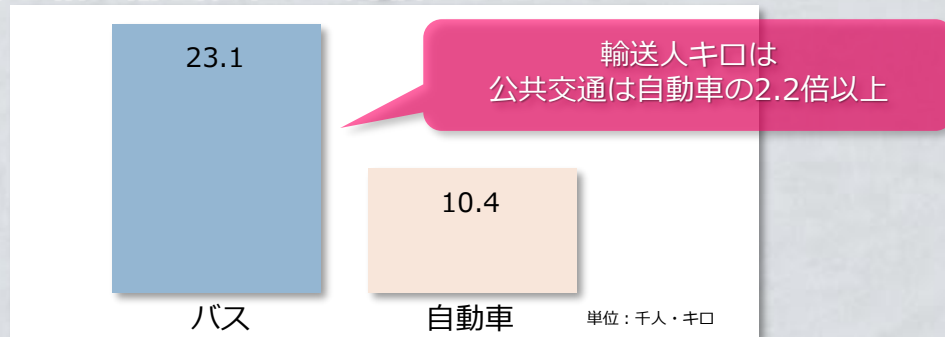 23.1
輸送人キロは
公共交通は自動車の2.2倍以上
10.4
バス
自動車
単位：千人・キロ